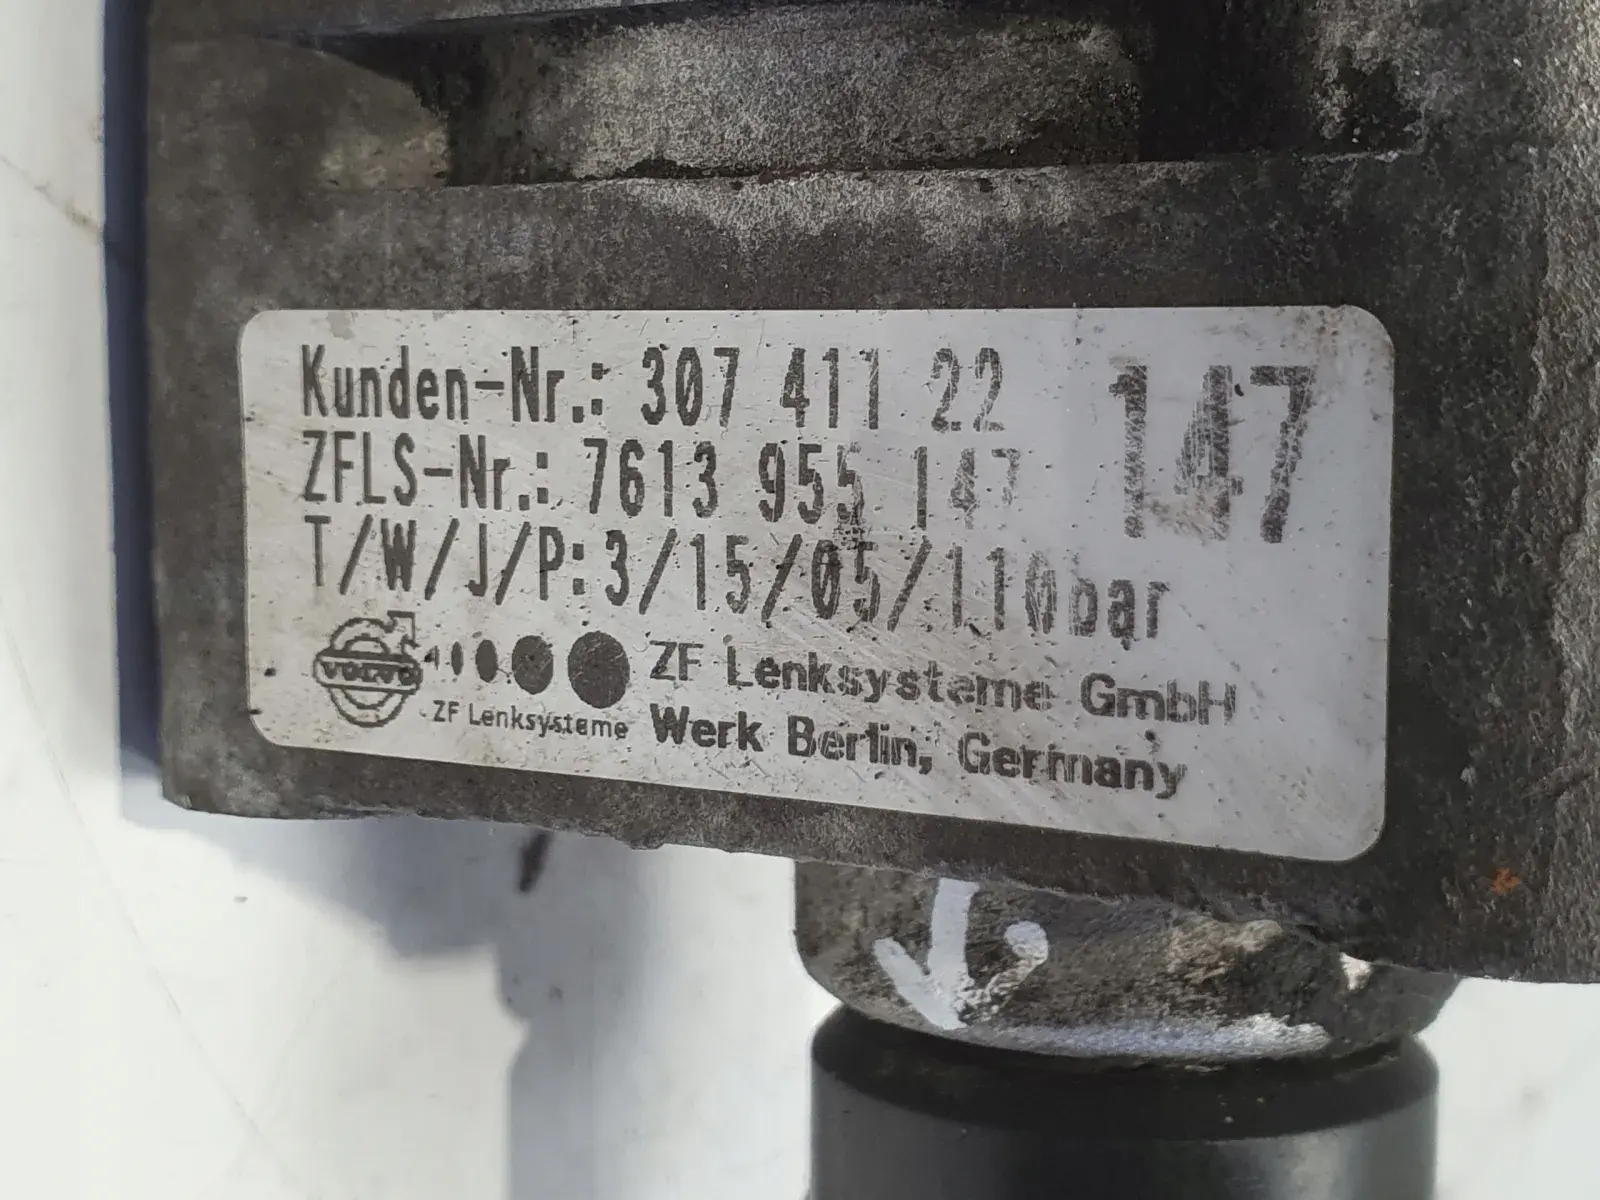 Kunden-Nr.: 307 411 22
147
ZFLS-Nr.: 7613 955 147
T/W/J/P:3/15/05/110bar
VOLVO
ZF Lenksysteme
ZF Lenksysteme GmbH
Werk Berlin, Germany